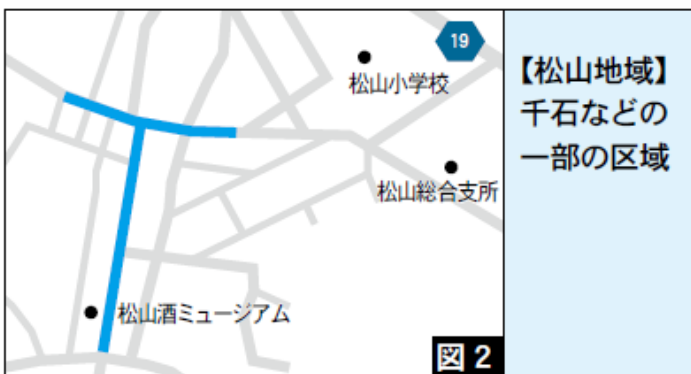 19
松山小学校
松山総合支所
松山酒ミュージアム
図 2
【松山地域】
千石などの
一部の区域